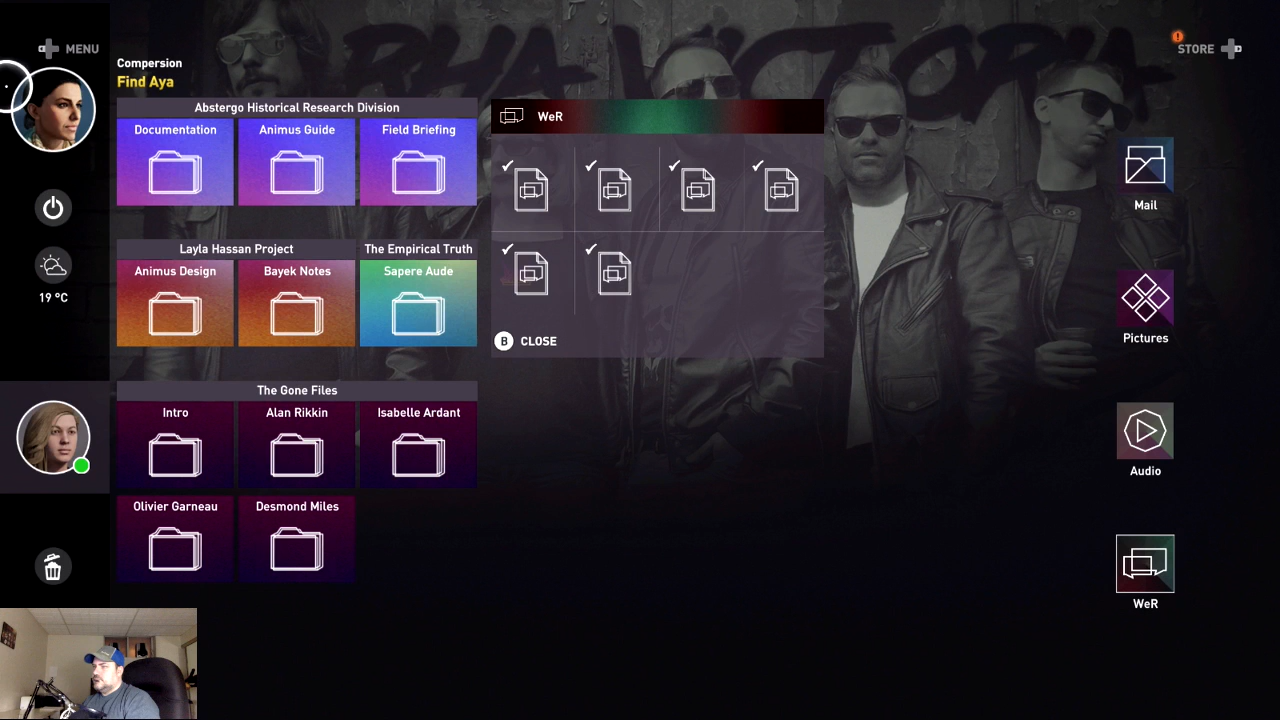 MENU
STORE
Compersion
Find Aya
Abstergo Historical Research Division
Documentation
Animus Guide
Field Briefing
WeR
Layla Hassan Project
The Empirical Truth
Animus Design
Bayek Notes
Sapere Aude
19 °C
B CLOSE
The Gone Files
Intro
Alan Rikkin
Isabelle Ardant
Olivier Garneau
Desmond Miles
Mail
Pictures
Audio
WeR